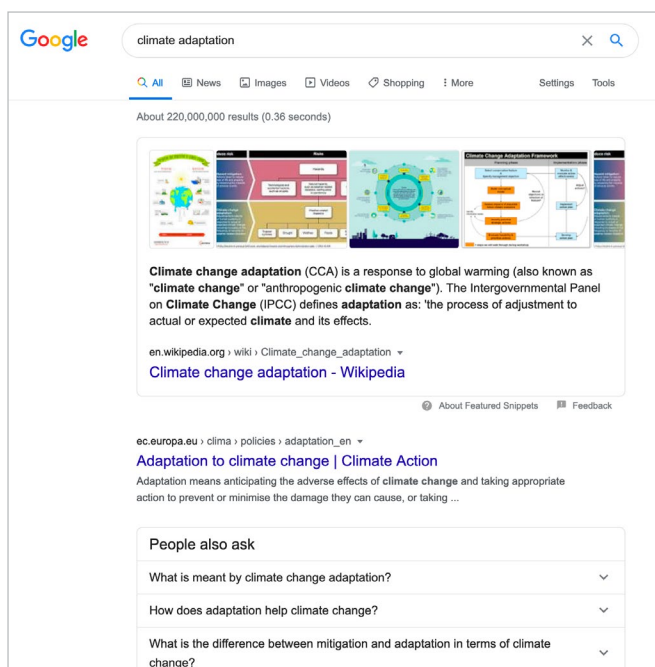 Google
climate adaptation
All News Images Videos Shopping More Settings Tools
About 220,000,000 results (0.36 seconds)
Climate Change Adaptation Framework
Climate change adaptation (CCA) is a response to global warming (also known as
"climate change" or "anthropogenic climate change"). The Intergovernmental Panel
on Climate Change (IPCC) defines adaptation as: 'the process of adjustment to
actual or expected climate and its effects.
en.wikipedia.org › wiki › Climate_change_adaptation
Climate change adaptation - Wikipedia
About Featured Snippets Feedback
ec.europa.eu › clima › policies › adaptation_en
Adaptation to climate change | Climate Action
Adaptation means anticipating the adverse effects of climate change and taking appropriate
action to prevent or minimise the damage they can cause, or taking ...
People also ask
What is meant by climate change adaptation?
How does adaptation help climate change?
What is the difference between mitigation and adaptation in terms of climate
change?